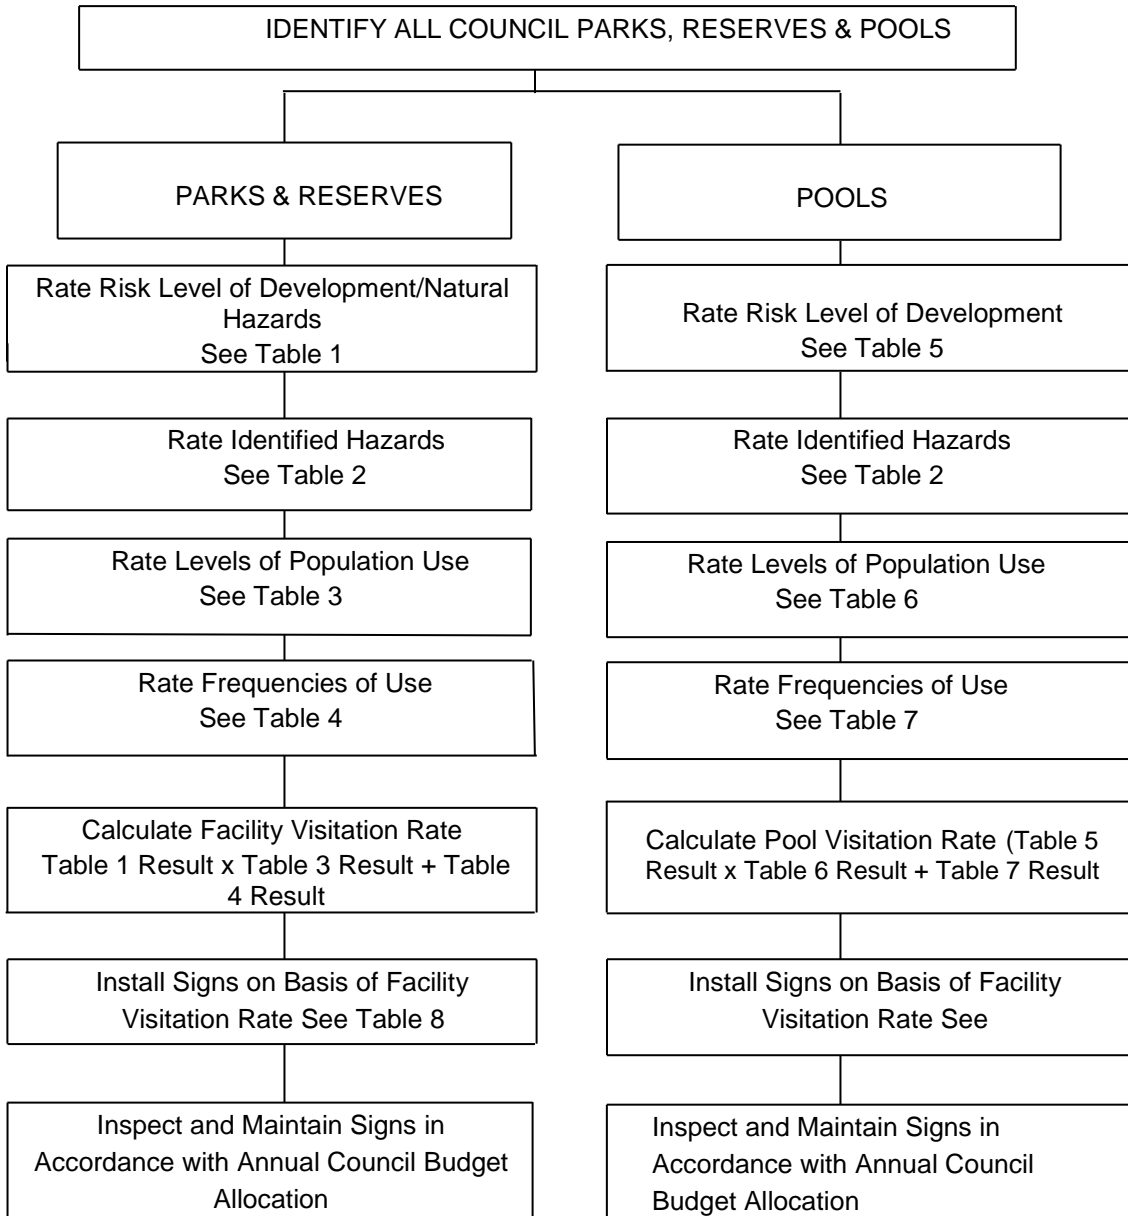 IDENTIFY ALL COUNCIL PARKS, RESERVES & POOLS
PARKS & RESERVES
Rate Risk Level of Development/Natural
Hazards
See Table 1
Rate Identified Hazards
See Table 2
Rate Levels of Population Use
See Table 3
Rate Frequencies of Use
See Table 4
Calculate Facility Visitation Rate
Table 1 Result x Table 3 Result + Table
4 Result
Install Signs on Basis of Facility
Visitation Rate See Table 8
Inspect and Maintain Signs in
Accordance with Annual Council Budget
Allocation
POOLS
Rate Risk Level of Development
See Table 5
Rate Identified Hazards
See Table 2
Rate Levels of Population Use
See Table 6
Rate Frequencies of Use
See Table 7
Calculate Pool Visitation Rate (Table 5
Result x Table 6 Result + Table 7 Result
Install Signs on Basis of Facility
Visitation Rate See
Inspect and Maintain Signs in
Accordance with Annual Council
Budget Allocation